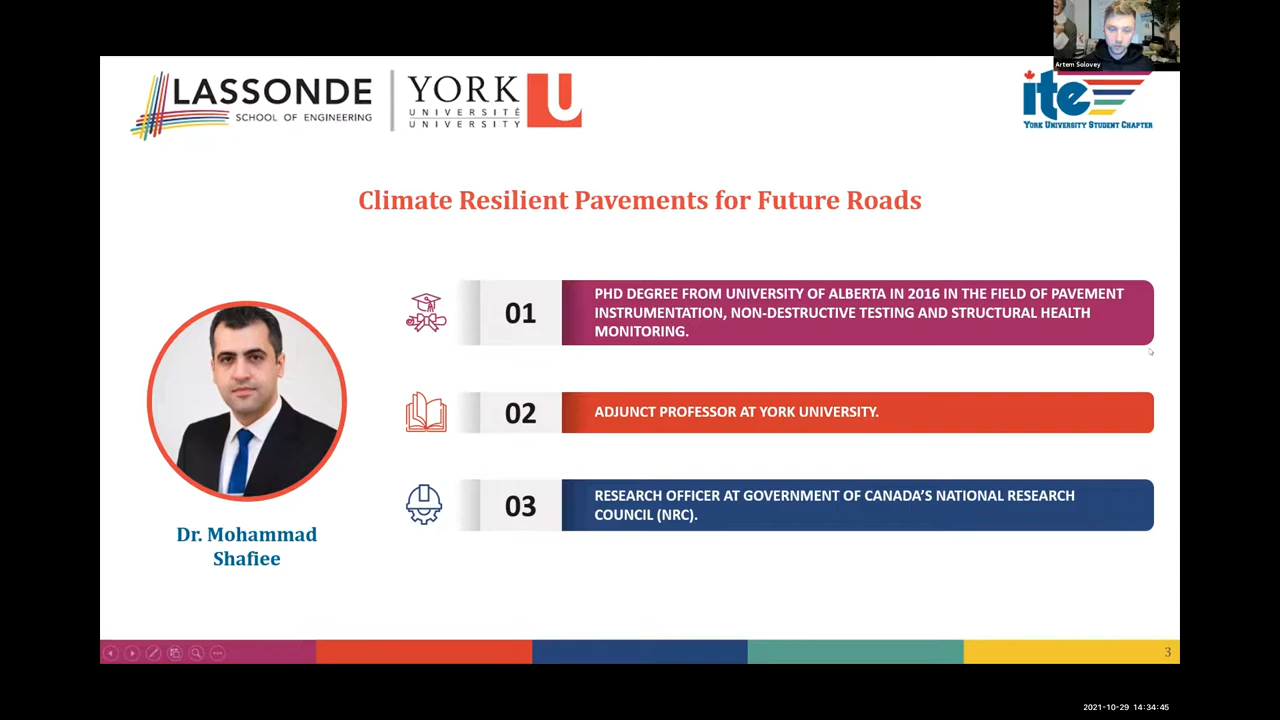 Artem Solovey
LASSONDE
SCHOOL OF ENGINEERING
YORK
UNIVERSITÉ
UNIVERSITY
U
ite
YORK UNIVERSITY STUDENT CHAPTER
Climate Resilient Pavements for Future Roads
01
PHD DEGREE FROM UNIVERSITY OF ALBERTA IN 2016 IN THE FIELD OF PAVEMENT
INSTRUMENTATION, NON-DESTRUCTIVE TESTING AND STRUCTURAL HEALTH
MONITORING.
02
ADJUNCT PROFESSOR AT YORK UNIVERSITY.
03
RESEARCH OFFICER AT GOVERNMENT OF CANADA’S NATIONAL RESEARCH
COUNCIL (NRC).
Dr. Mohammad
Shafiee
3
2021-10-29 14:34:45